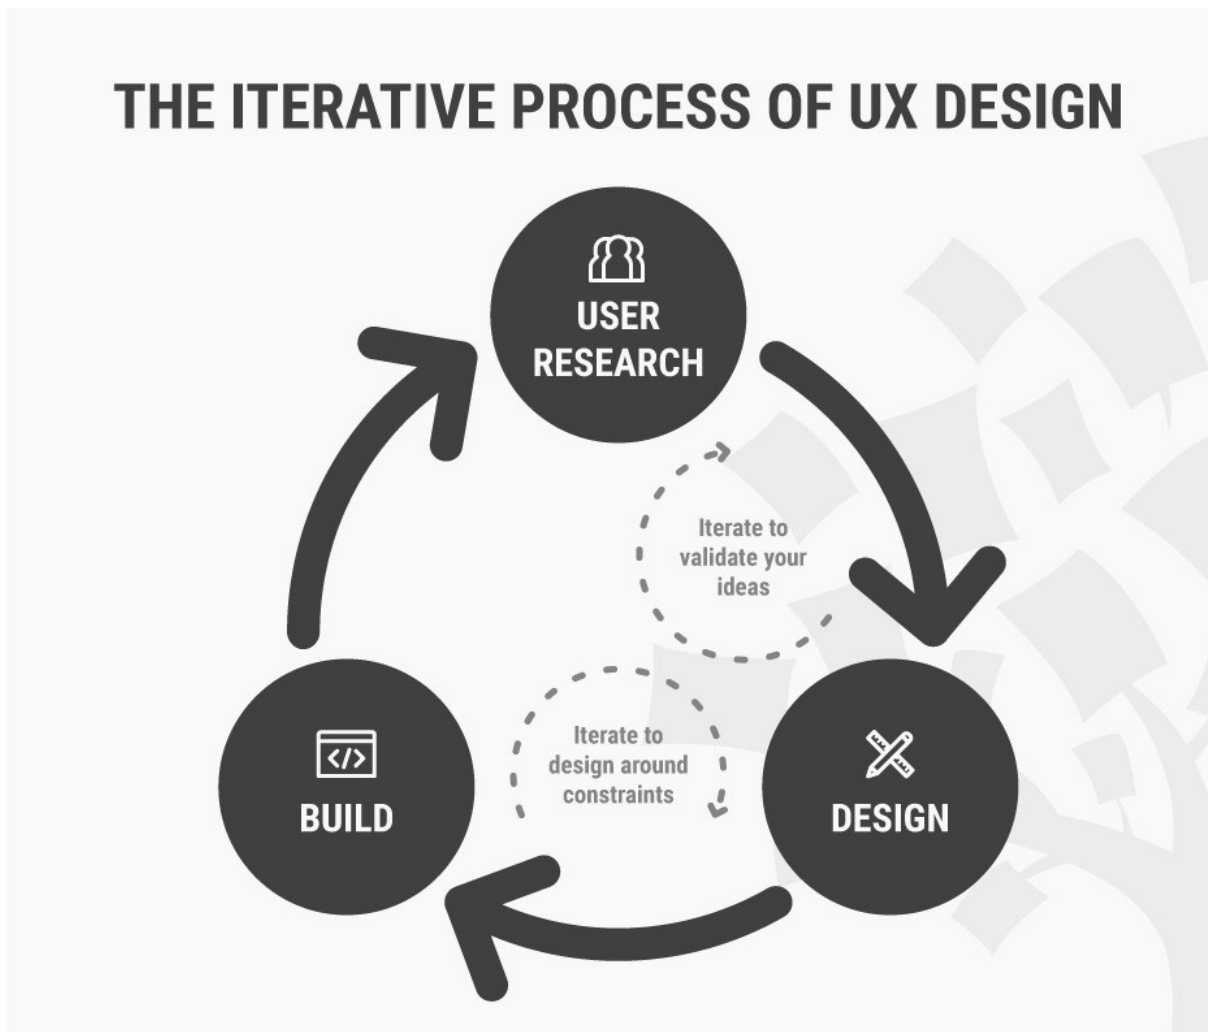 THE ITERATIVE PROCESS OF UX DESIGN
USER
RESEARCH
Iterate to
validate your
ideas
Iterate to
design around
constraints
</>
BUILD
DESIGN